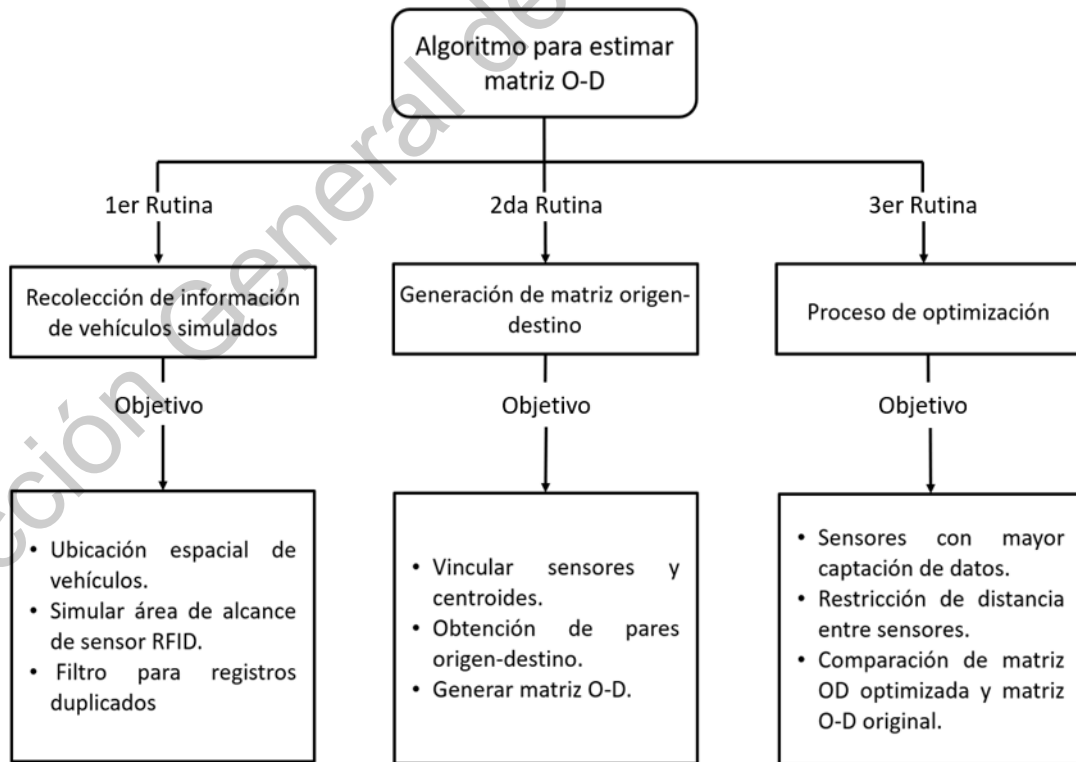 Algoritmo para estimar
matriz O-D
1er Rutina
2da Rutina
3er Rutina
Recolección de información
de vehículos simulados
Generación de matriz origen-
destino
Proceso de optimización
Objetivo
Objetivo
Objetivo
• Ubicación espacial de
vehículos.
• Simular área de alcance
de sensor RFID.
• Filtro para registros
duplicados
• Vincular sensores y
centroides.
• Obtención de pares
origen-destino.
• Generar matriz O-D.
• Sensores con mayor
captación de datos.
• Restricción de distancia
entre sensores.
• Comparación de matriz
OD optimizada y matriz
O-D original.
cción General de